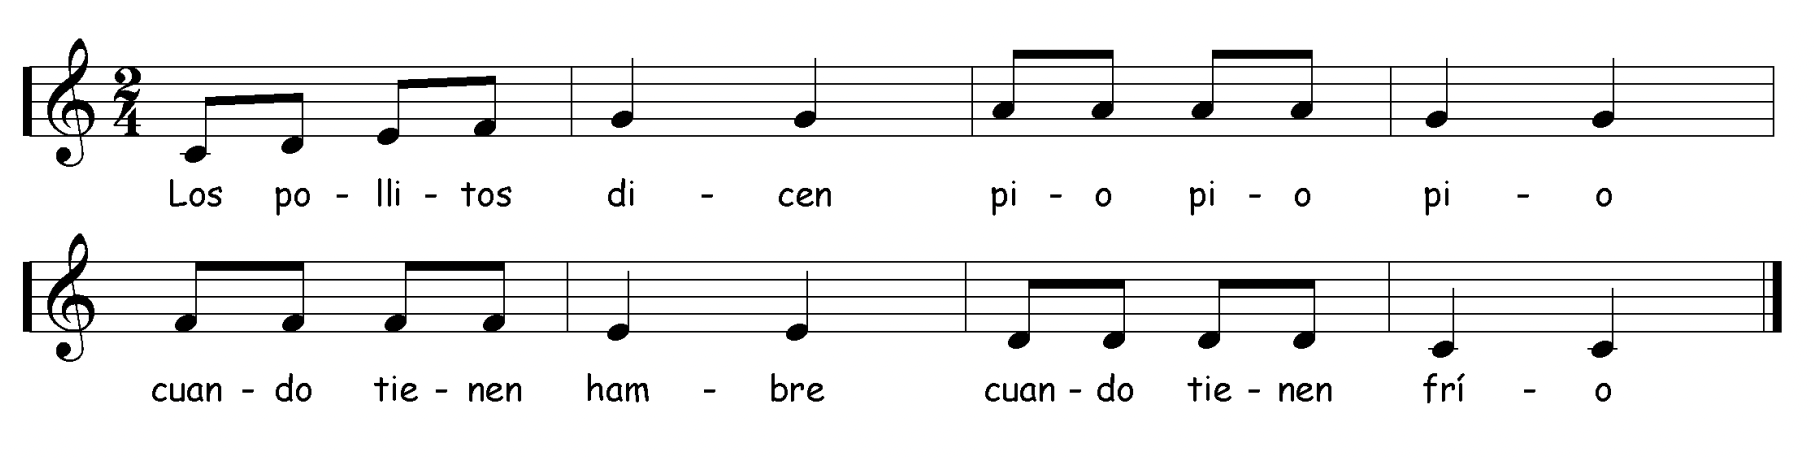 2
4
Los po - lli - tos di - cen pi - o pi - o pi - o
cuan - do tie - nen ham - bre cuan - do tie - nen frí - o